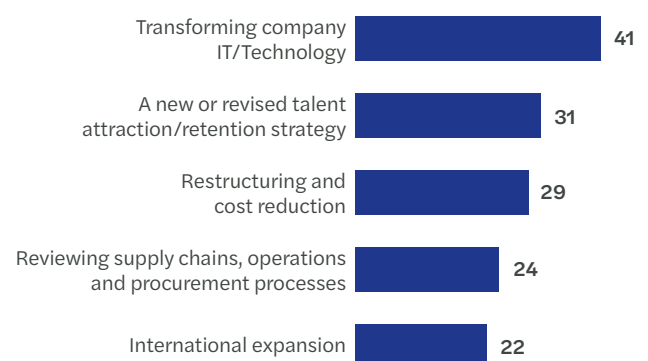 Transforming company
IT/Technology
41
A new or revised talent
attraction/retention strategy
31
Restructuring and
cost reduction
29
Reviewing supply chains, operations
and procurement processes
24
International expansion
22